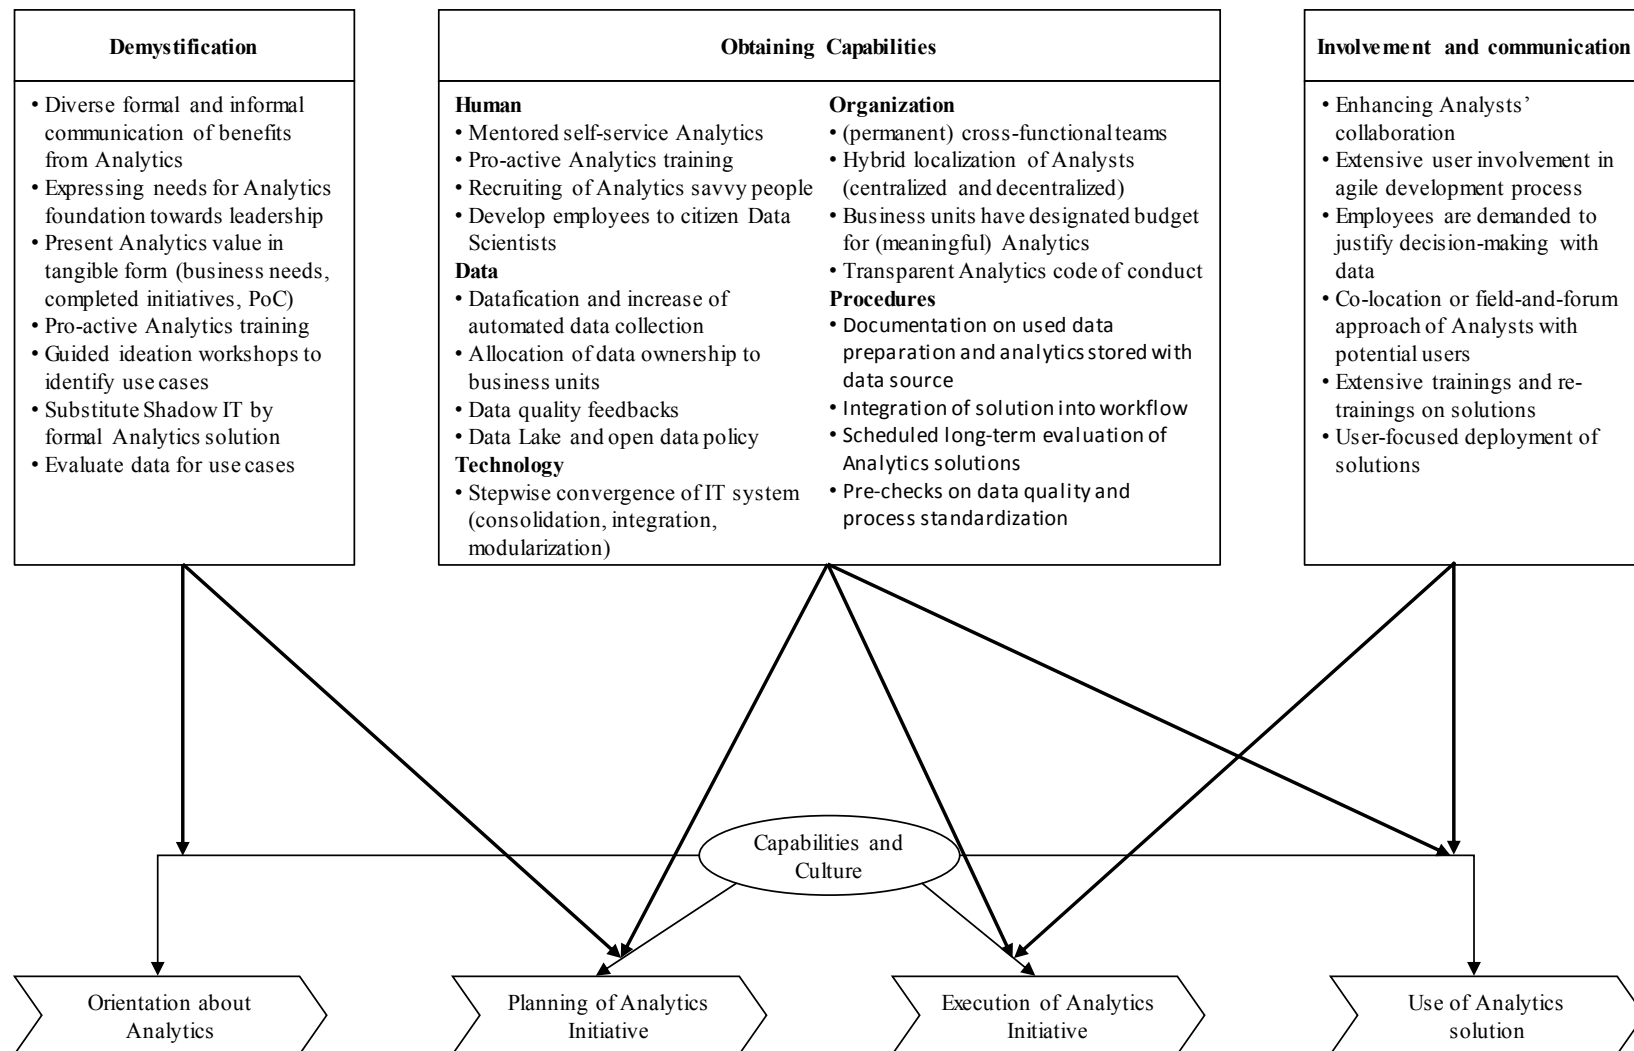 Demystification
• Diverse formal and informal
communication of benefits
from Analytics
• Expressing needs for Analytics
foundation towards leadership
• Present Analytics value in
tangible form (business needs,
completed initiatives, PoC)
• Pro-active Analytics training
• Guided ideation workshops to
identify use cases
• Substitute Shadow IT by
formal Analytics solution
• Evaluate data for use cases
Obtaining Capabilities
Human
• Mentored self-service Analytics
• Pro-active Analytics training
• Recruiting of Analytics savvy people
• Develop employees to citizen Data
Scientists
Data
• Datafication and increase of
automated data collection
• Allocation of data ownership to
business units
• Data quality feedbacks
• Data Lake and open data policy
Technology
• Stepwise convergence of IT system
(consolidation, integration,
modularization)
Organization
• (permanent) cross-functional teams
• Hybrid localization of Analysts
(centralized and decentralized)
• Business units have designated budget
for (meaningful) Analytics
• Transparent Analytics code of conduct
Procedures
• Documentation on used data
preparation and analytics stored with
data source
• Integration of solution into workflow
• Scheduled long-term evaluation of
Analytics solutions
• Pre-checks on data quality and
process standardization
Involvement and communication
• Enhancing Analysts’
collaboration
• Extensive user involvement in
agile development process
• Employees are demanded to
justify decision-making with
data
• Co-location or field-and-forum
approach of Analysts with
potential users
• Extensive trainings and re-
trainings on solutions
• User-focused deployment of
solutions
Capabilities and
Culture
Orientation about
Analytics
Planning of Analytics
Initiative
Execution of Analytics
Initiative
Use of Analytics
solution